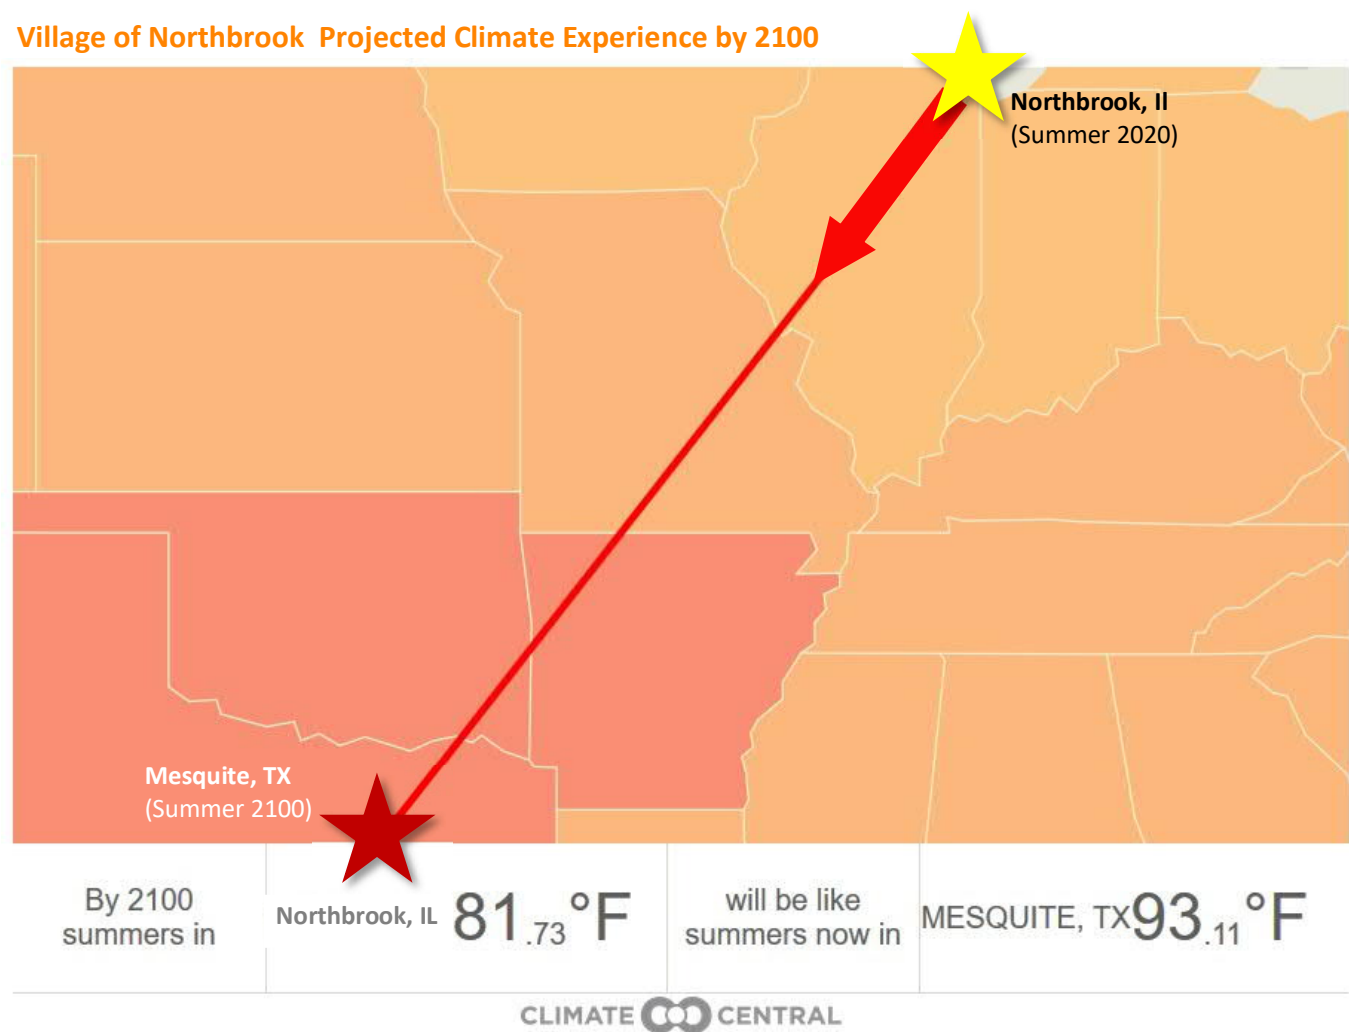 Village of Northbrook  Projected Climate Experience by 2100
Northbrook, Il
(Summer 2020)
Mesquite, TX
(Summer 2100)
By 2100
summers in
Northbrook, IL
81.73°F
will be like
summers now in
MESQUITE, TX
93.11°F
CLIMATE CENTRAL